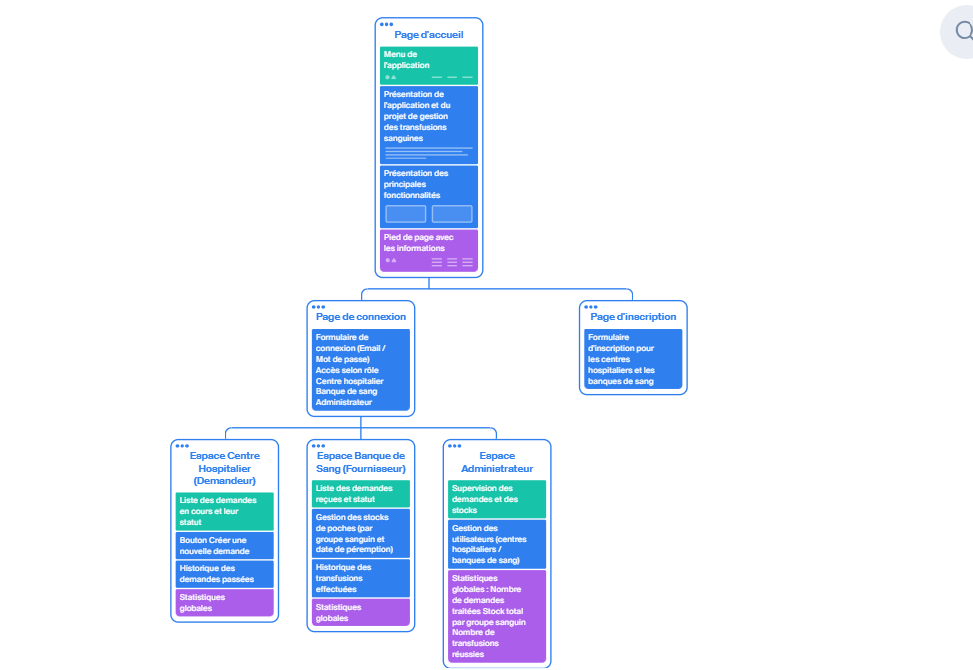 Page d'accueil
Menu de
l'application
Présentation de
l'application et du
projet de gestion
des transfusions
sanguines
Présentation des
principales
fonctionnalités
Pied de page avec
les informations
Page de connexion
Formulaire de
connexion (Email /
Mot de passe)
Accès selon rôle
Centre hospitalier
Banque de sang
Administrateur
Page d'inscription
Formulaire
d'inscription pour
les centres
hospitaliers et les
banques de sang
Espace Centre
Hospitalier
(Demandeur)
Liste des demandes
en cours et leur
statut
Bouton Créer une
nouvelle demande
Historique des
demandes passées
Statistiques
globales
Espace Banque de
Sang (Fournisseur)
Liste des demandes
reçues et statut
Gestion des stocks
de poches (par
groupe sanguin et
date de péremption)
Historique des
transfusions
effectuées
Statistiques
globales
Espace
Administrateur
Supervision des
demandes et des
stocks
Gestion des
utilisateurs (centres
hospitaliers /
banques de sang)
Statistiques
globales : Nombre
de demandes
traitées Stock total
par groupe sanguin
Nombre de
transfusions
réussies